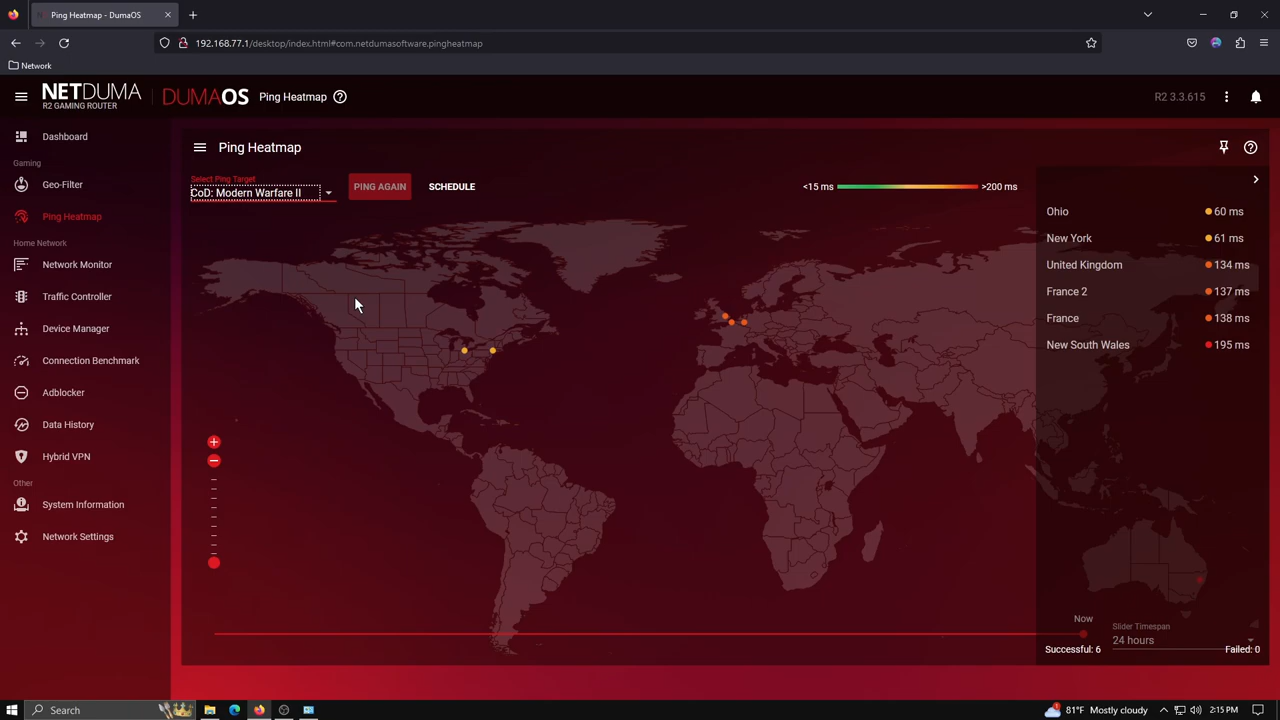 Ping Heatmap - DumaOS
192.168.77.1/desktop/index.html#com.netdumasoftware.pingheatmap
Network
NETDUMA
R2 GAMING ROUTER
DUMAOS
Ping Heatmap
R2 3.3.615
Dashboard
Gaming
Geo-Filter
Ping Heatmap
Home Network
Network Monitor
Traffic Controller
Device Manager
Connection Benchmark
Adblocker
Data History
Hybrid VPN
Other
System Information
Network Settings
Ping Heatmap
Select Ping Target
CoD: Modern Warfare II
PING AGAIN
SCHEDULE
<15 ms
>200 ms
Ohio 60 ms
New York 61 ms
United Kingdom 134 ms
France 2 137 ms
France 138 ms
New South Wales 195 ms
Now
Slider Timespan
24 hours
Successful: 6
Failed: 0
Search
81°F Mostly cloudy
2:15 PM